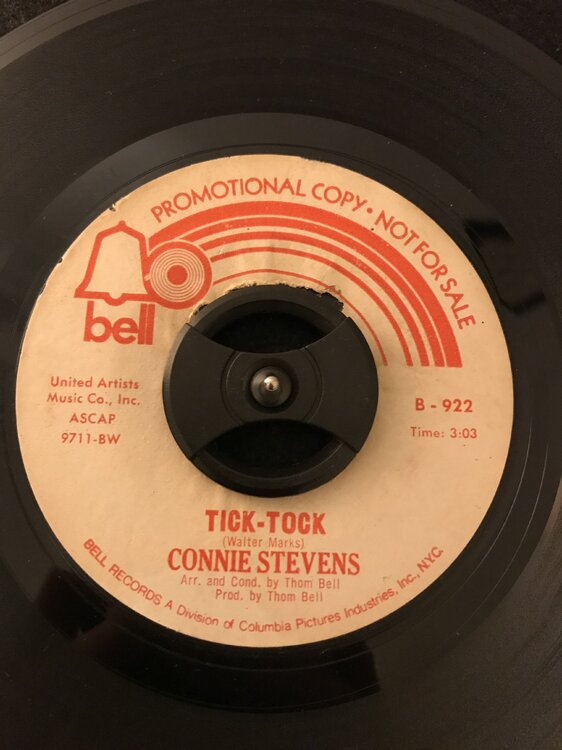 PROMOTIONAL COPY • NOT FOR SALE
bell
United Artists
Music Co., Inc.
ASCAP
9711-BW
B - 922
Time: 3:03
TICK-TOCK
(Walter Marks)
CONNIE STEVENS
Arr. and Cond. by Thom Bell
Prod. by Thom Bell
BELL RECORDS A Division of Columbia Pictures Industries, Inc., N.Y.C.